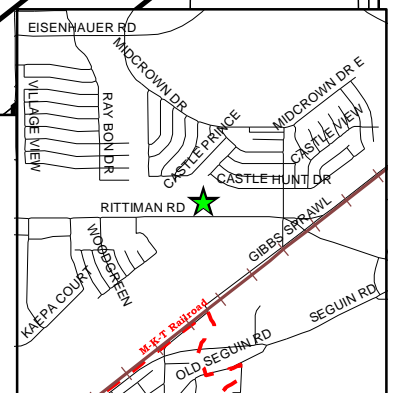 EISENHAUER RD
MIDCROWN DR
MIDCROWN DR E
VILLAGE VIEW
RAY BON DR
CASTLE PRINCE
CASTLE VIEW
CASTLE HUNT DR
RITTIMAN RD
GIBBS SPRAWL
WOODGREEN
KAEPA COURT
SEGUIN RD
M-K-T Railroad
OLD SEGUIN RD